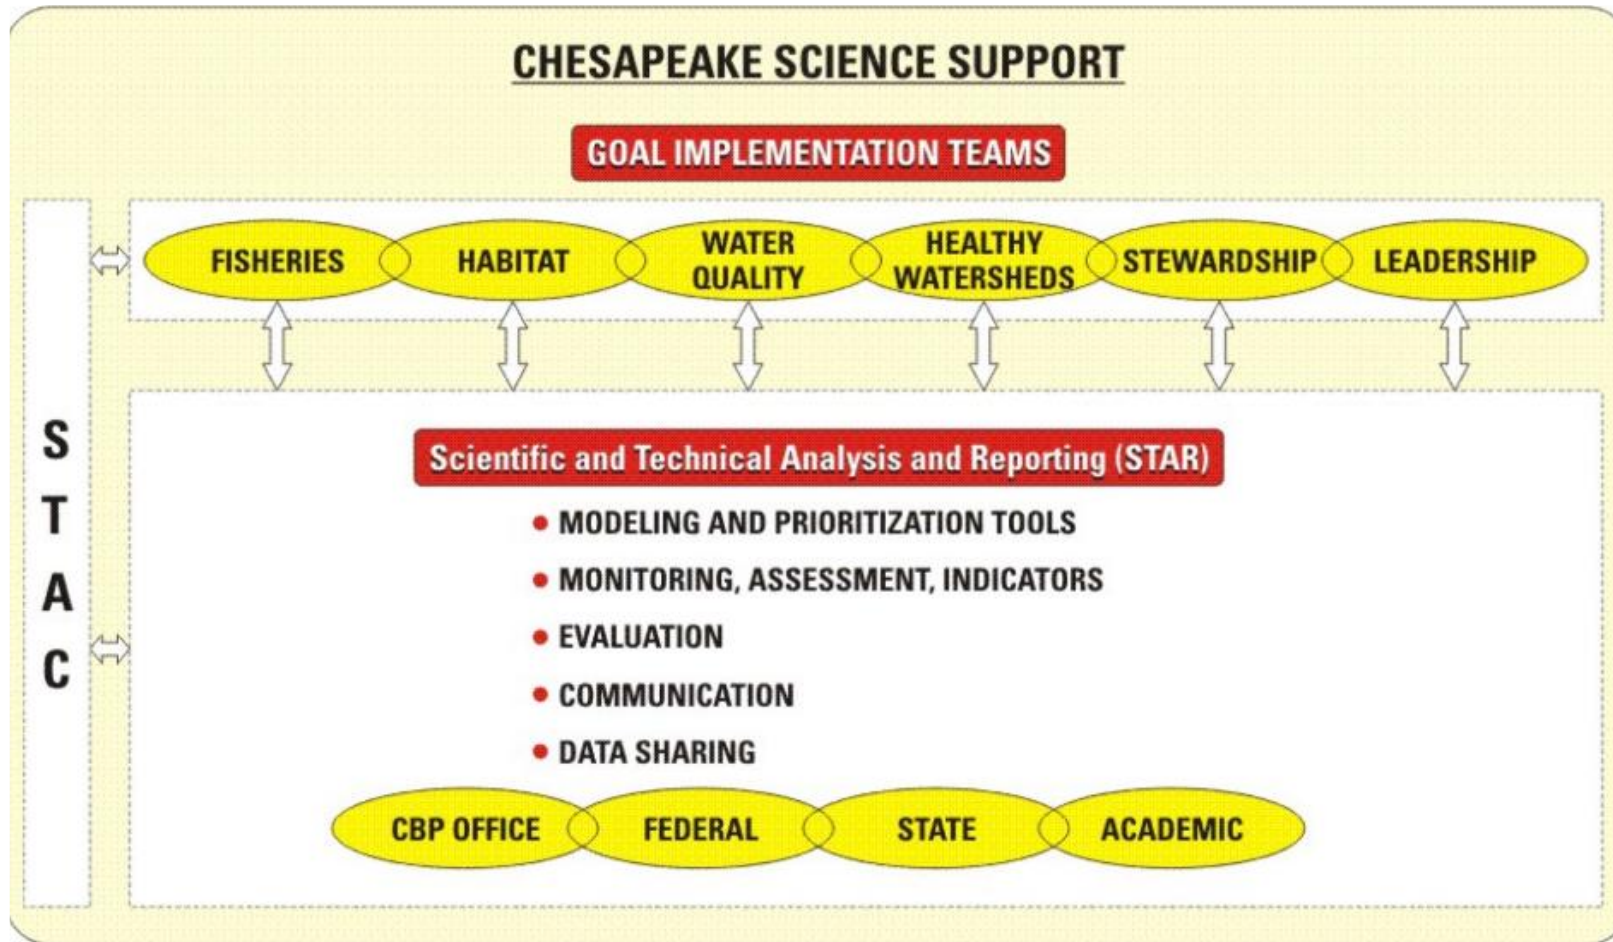 CHESAPEAKE SCIENCE SUPPORT
GOAL IMPLEMENTATION TEAMS
FISHERIES
HABITAT
WATER
QUALITY
HEALTHY
WATERSHEDS
STEWARDSHIP
LEADERSHIP
S
T
A
C
Scientific and Technical Analysis and Reporting (STAR)
• MODELING AND PRIORITIZATION TOOLS
• MONITORING, ASSESSMENT, INDICATORS
• EVALUATION
• COMMUNICATION
• DATA SHARING
CBP OFFICE
FEDERAL
STATE
ACADEMIC